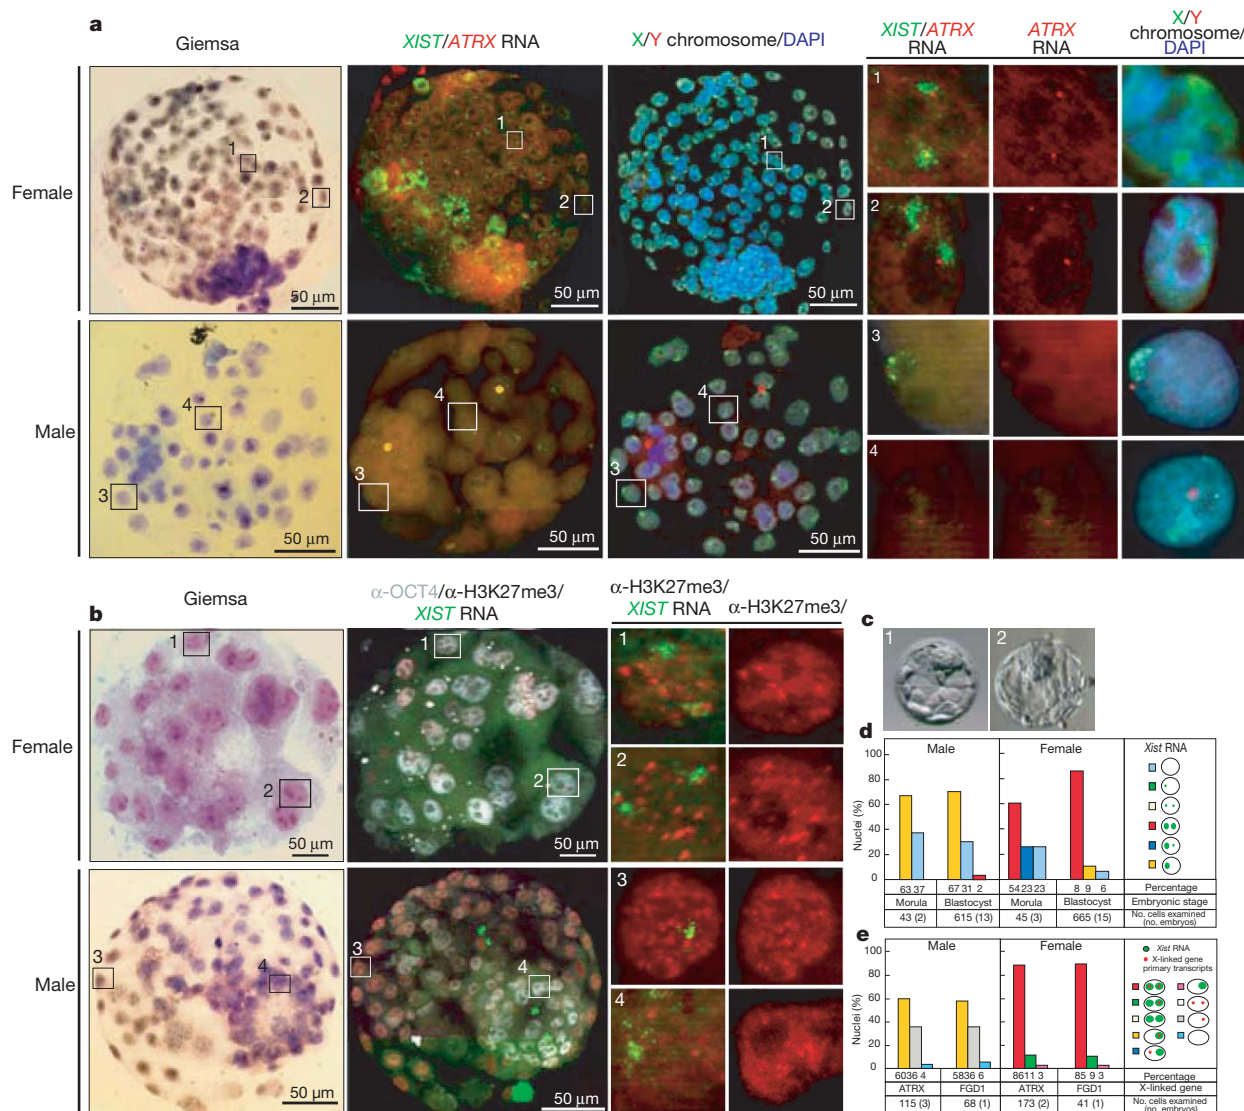 a
Giemsa
XIST/ATRX RNA
X/Y chromosome/DAPI
XIST/ATRX
RNA
ATRX
RNA
X/Y
chromosome/
DAPI
Female
1
2
50 μm
1
2
50 μm
1
2
50 μm
1
2
Male
4
3
50 μm
4
3
50 μm
4
3
50 μm
3
4
b
Giemsa
α-OCT4/α-H3K27me3/
XIST RNA
α-H3K27me3/
XIST RNA
α-H3K27me3/
Female
1
2
50 μm
1
2
50 μm
1
2
Male
3
4
50 μm
3
4
50 μm
3
4
c
1
2
d
Nuclei (%)
100
80
60
40
20
0
Male
Female
Xist RNA
63 37
67 31 2
54 23 23
8 9 6
Percentage
Morula
Blastocyst
Morula
Blastocyst
Embryonic stage
43 (2)
615 (13)
45 (3)
665 (15)
No. cells examined
(no. embryos)
e
Nuclei (%)
100
80
60
40
20
0
Male
Female
Xist RNA
X-linked gene
primary transcripts
6036 4
5836 6
8611 3
85 9 3
Percentage
ATRX
FGD1
ATRX
FGD1
X-linked gene
115 (3)
68 (1)
173 (2)
41 (1)
No. cells examined
(no. embryos)